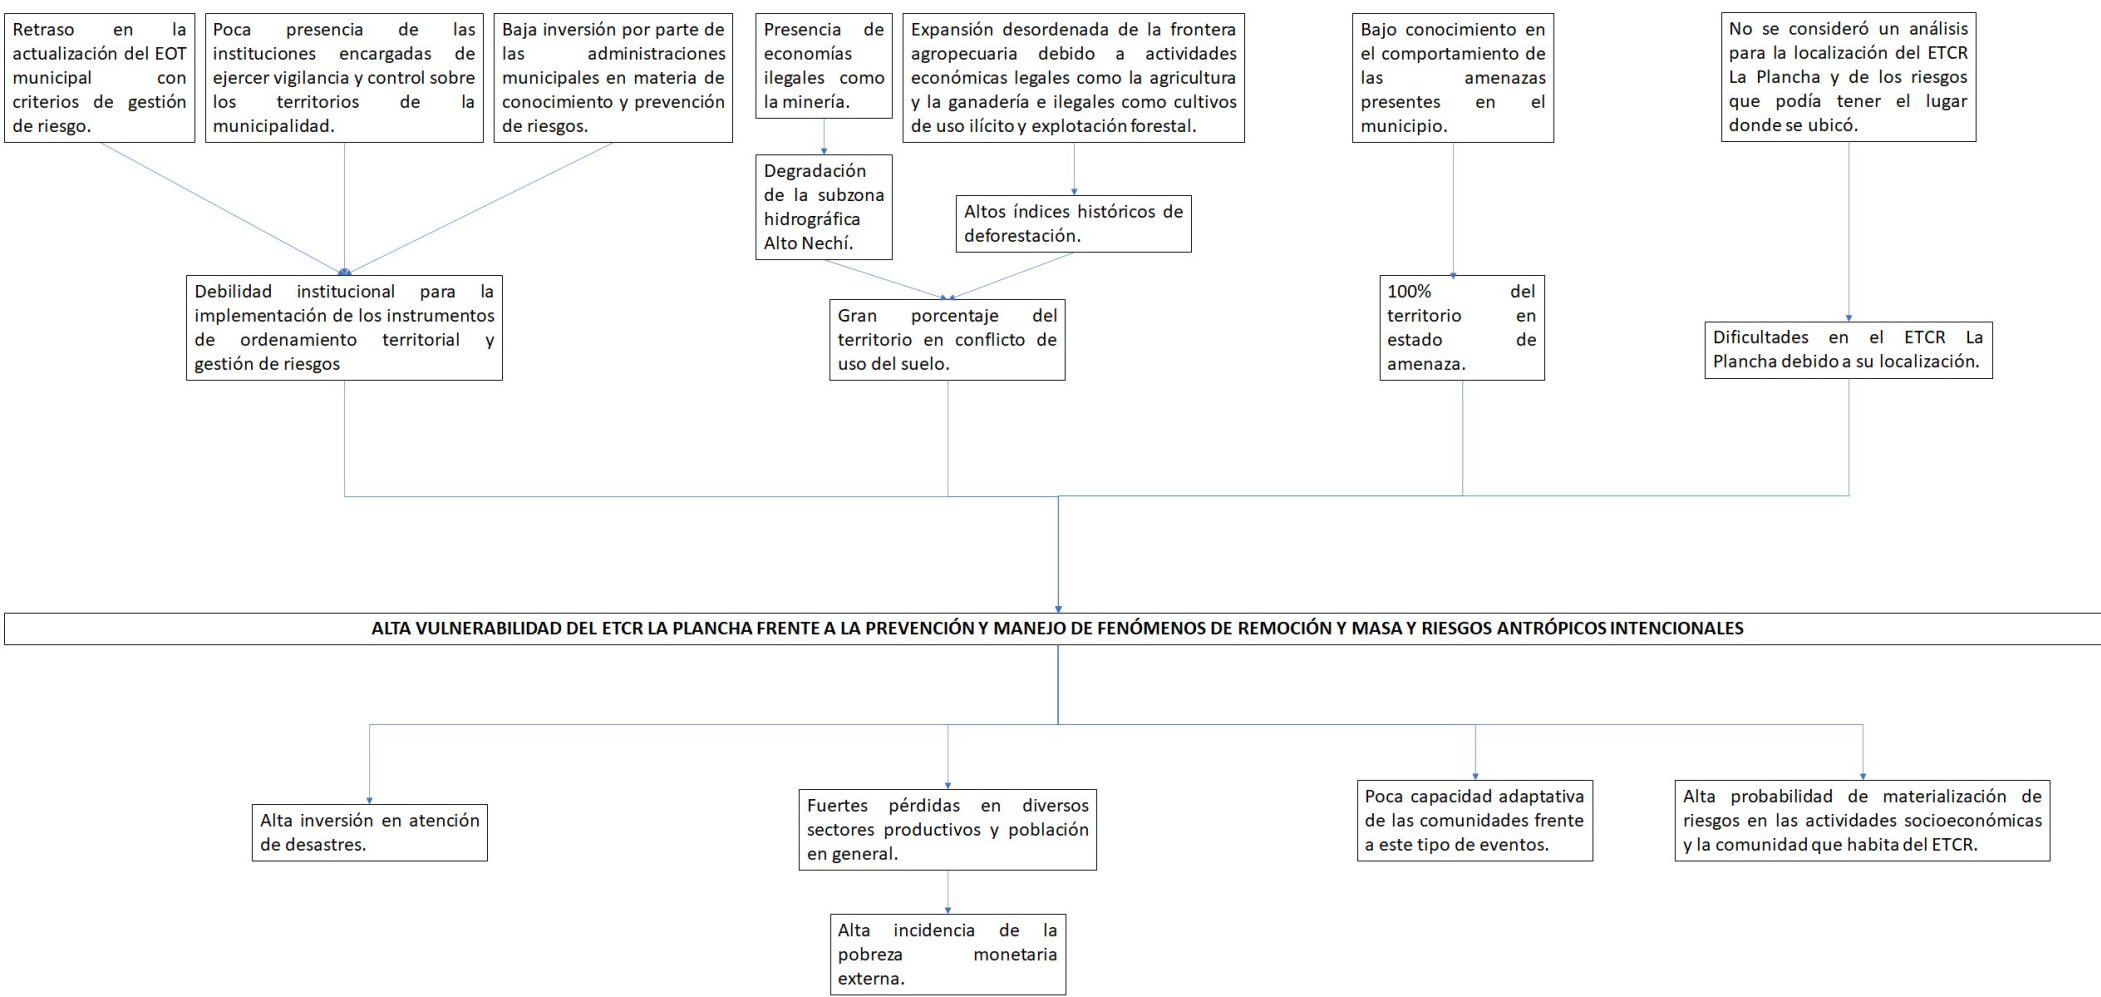 Retraso en la
actualización del EOT
municipal con
criterios de gestión
de riesgo.
Poca presencia de las
instituciones encargadas de
ejercer vigilancia y control sobre
los territorios de la
municipalidad.
Baja inversión por parte de
las administraciones
municipales en materia de
conocimiento y prevención
de riesgos.
Presencia de
economías
ilegales como
la minería.
Expansión desordenada de la frontera
agropecuaria debido a actividades
económicas legales como la agricultura
y la ganadería e ilegales como cultivos
de uso ilícito y explotación forestal.
Bajo conocimiento en
el comportamiento de
las amenazas
presentes en el
municipio.
No se consideró un análisis
para la localización del ETCR
La Plancha y de los riesgos
que podía tener el lugar
donde se ubicó.
Degradación
de la subzona
hidrográfica
Alto Nechí.
Altos índices históricos de
deforestación.
Debilidad institucional para la
implementación de los instrumentos
de ordenamiento territorial y
gestión de riesgos
Gran porcentaje del
territorio en conflicto de
uso del suelo.
100% del
territorio en
estado de
amenaza.
Dificultades en el ETCR La
Plancha debido a su localización.
ALTA VULNERABILIDAD DEL ETCR LA PLANCHA FRENTE A LA PREVENCIÓN Y MANEJO DE FENÓMENOS DE REMOCIÓN Y MASA Y RIESGOS ANTRÓPICOS INTENCIONALES
Alta inversión en atención
de desastres.
Fuertes pérdidas en diversos
sectores productivos y población
en general.
Poca capacidad adaptativa
de las comunidades frente
a este tipo de eventos.
Alta probabilidad de materialización de
riesgos en las actividades socioeconómicas
y la comunidad que habita del ETCR.
Alta incidencia de la
pobreza monetaria
externa.